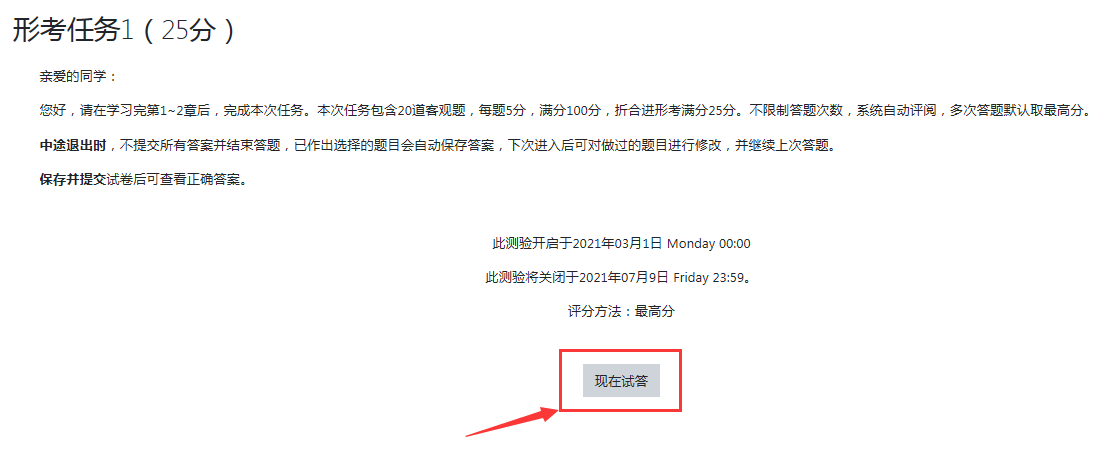 形考任务1（25分）
亲爱的同学：
您好，请在学习完第1~2章后，完成本次任务。本次任务包含20道客观题，每题5分，满分100分，折合进形考满分25分。不限制答题次数，系统自动评阅，多次答题默认取最高分。
中途退出时，不提交所有答案并结束答题，已作出选择的题目会自动保存答案，下次进入后可对做过的题目进行修改，并继续上次答题。
保存并提交试卷后可查看正确答案。
此测验开启于2021年03月1日 Monday 00:00
此测验将关闭于2021年07月9日 Friday 23:59。
评分方法：最高分
现在试答